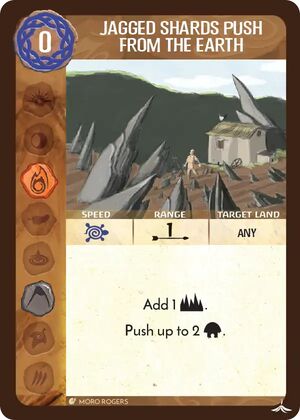 0
JAGGED SHARDS PUSH
FROM THE EARTH
SPEED RANGE TARGET LAND
1 ANY
Add 1 .
Push up to 2 .
MORO ROGERS